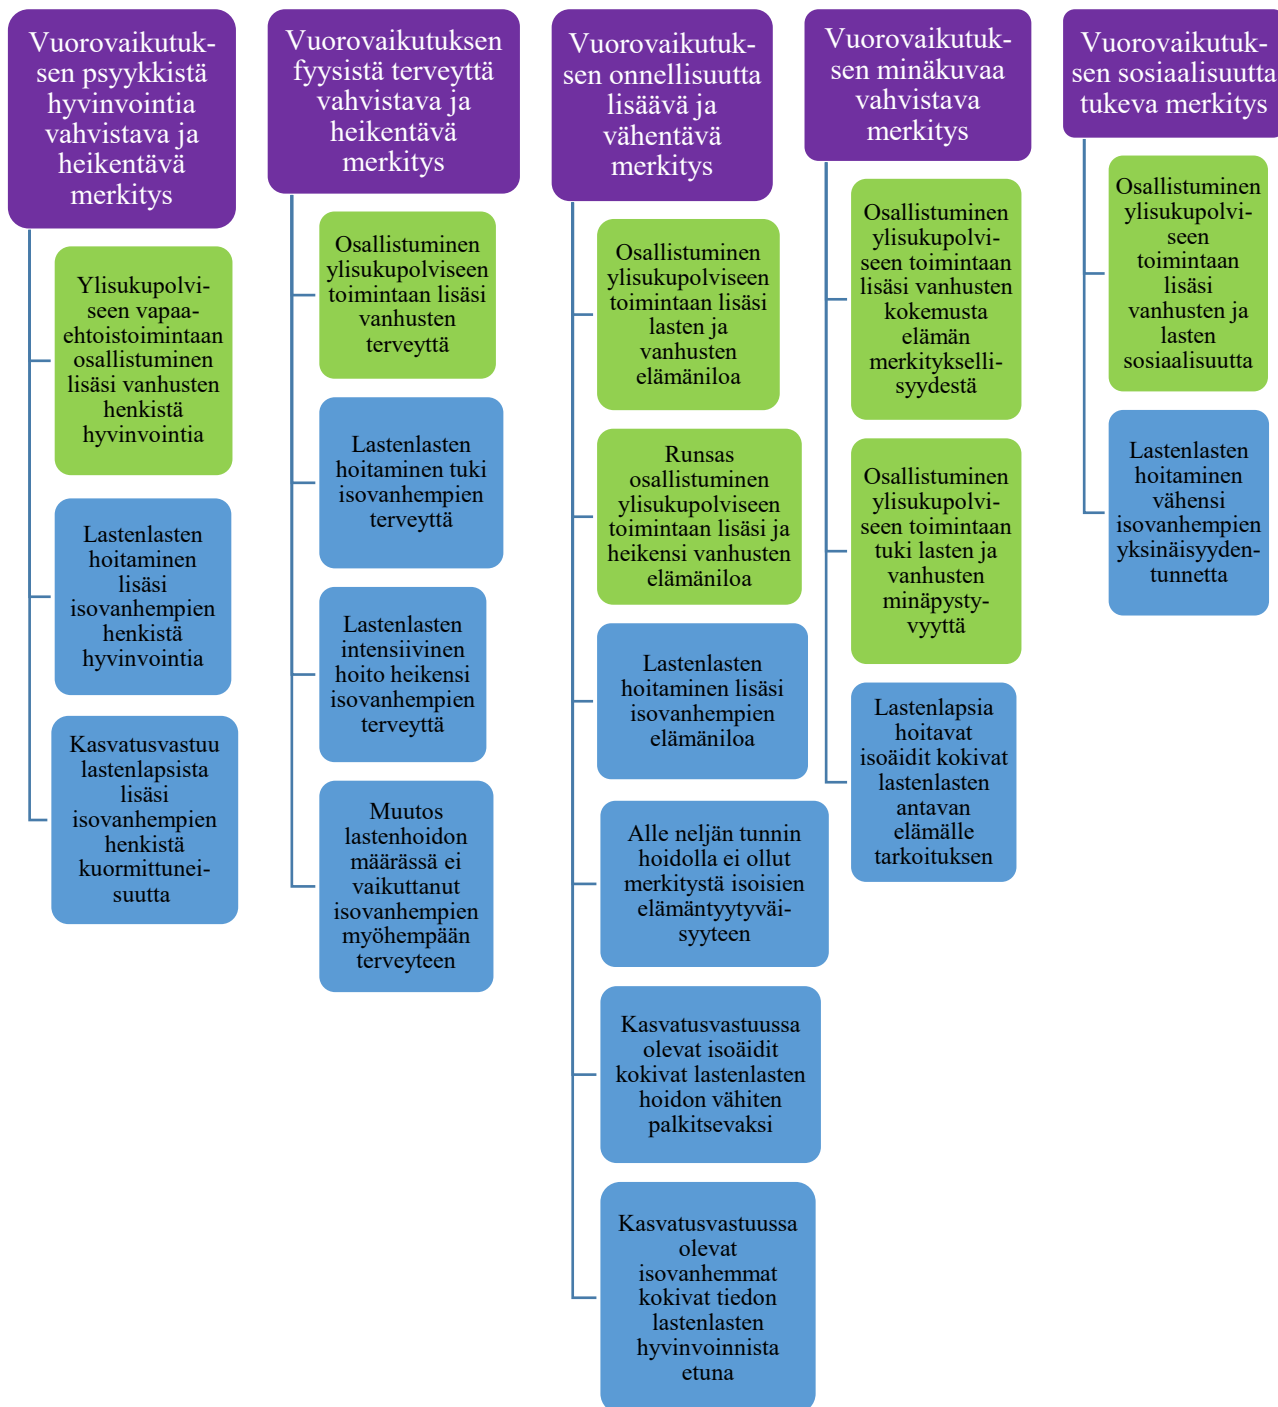 Vuorovaikutuk-
sen psyykkistä
hyvinvointia
vahvistava ja
heikentävä
merkitys
Ylisukupolvi-
seen vapaa-
ehtoistoimintaan
osallistuminen
lisäsi vanhusten
henkistä
hyvinvointia
Lastenlasten
hoitaminen
lisäsi
isovanhempien
henkistä
hyvinvointia
Kasvatusvastuu
lastenlapsista
lisäsi
isovanhempien
henkistä
kuormittunei-
suutta
Vuorovaikutuksen
fyysistä terveyttä
vahvistava ja
heikentävä
merkitys
Osallistuminen
ylisukupolviseen
toimintaan lisäsi
vanhusten
terveyttä
Lastenlasten
hoitaminen tuki
isovanhempien
terveyttä
Lastenlasten
intensiivinen
hoito heikensi
isovanhempien
terveyttä
Muutos
lastenhoidon
määrässä ei
vaikuttanut
isovanhempien
myöhempään
terveyteen
Vuorovaikutuk-
sen onnellisuutta
lisäävä ja
vähentävä
merkitys
Osallistuminen
ylisukupolviseen
toimintaan lisäsi
lasten ja
vanhusten
elämäniloa
Runsas
osallistuminen
ylisukupolviseen
toimintaan lisäsi ja
heikensi vanhusten
elämäniloa
Lastenlasten
hoitaminen lisäsi
isovanhempien
elämäniloa
Alle neljän tunnin
hoidolla ei ollut
merkitystä isoisien
elämäntyytyväi-
syyteen
Kasvatusvastuussa
olevat isoäidit
kokivat lastenlasten
hoidon vähiten
palkitsevaksi
Kasvatusvastuussa
olevat
isovanhemmat
kokivat tiedon
lastenlasten
hyvinvoinnista
etuna
Vuorovaikutuk-
sen minäkuvaa
vahvistava
merkitys
Osallistuminen
ylisukupolvi-
seen toimintaan
lisäsi vanhusten
kokemusta
elämän
merkitykselli-
syydestä
Osallistuminen
ylisukupolvi-
seen toimintaan
tuki lasten ja
vanhusten
minäpysty-
vyyttä
Lastenlapsia
hoitavat
isoäidit kokivat
lastenlasten
antavan
elämälle
tarkoituksen
Vuorovaikutuk-
sen sosiaalisuutta
tukeva merkitys
Osallistuminen
ylisukupolvi-
seen
toimintaan
lisäsi
vanhusten ja
lasten
sosiaalisuutta
Lastenlasten
hoitaminen
vähensi
isovanhempien
yksinäisyyden-
tunnetta